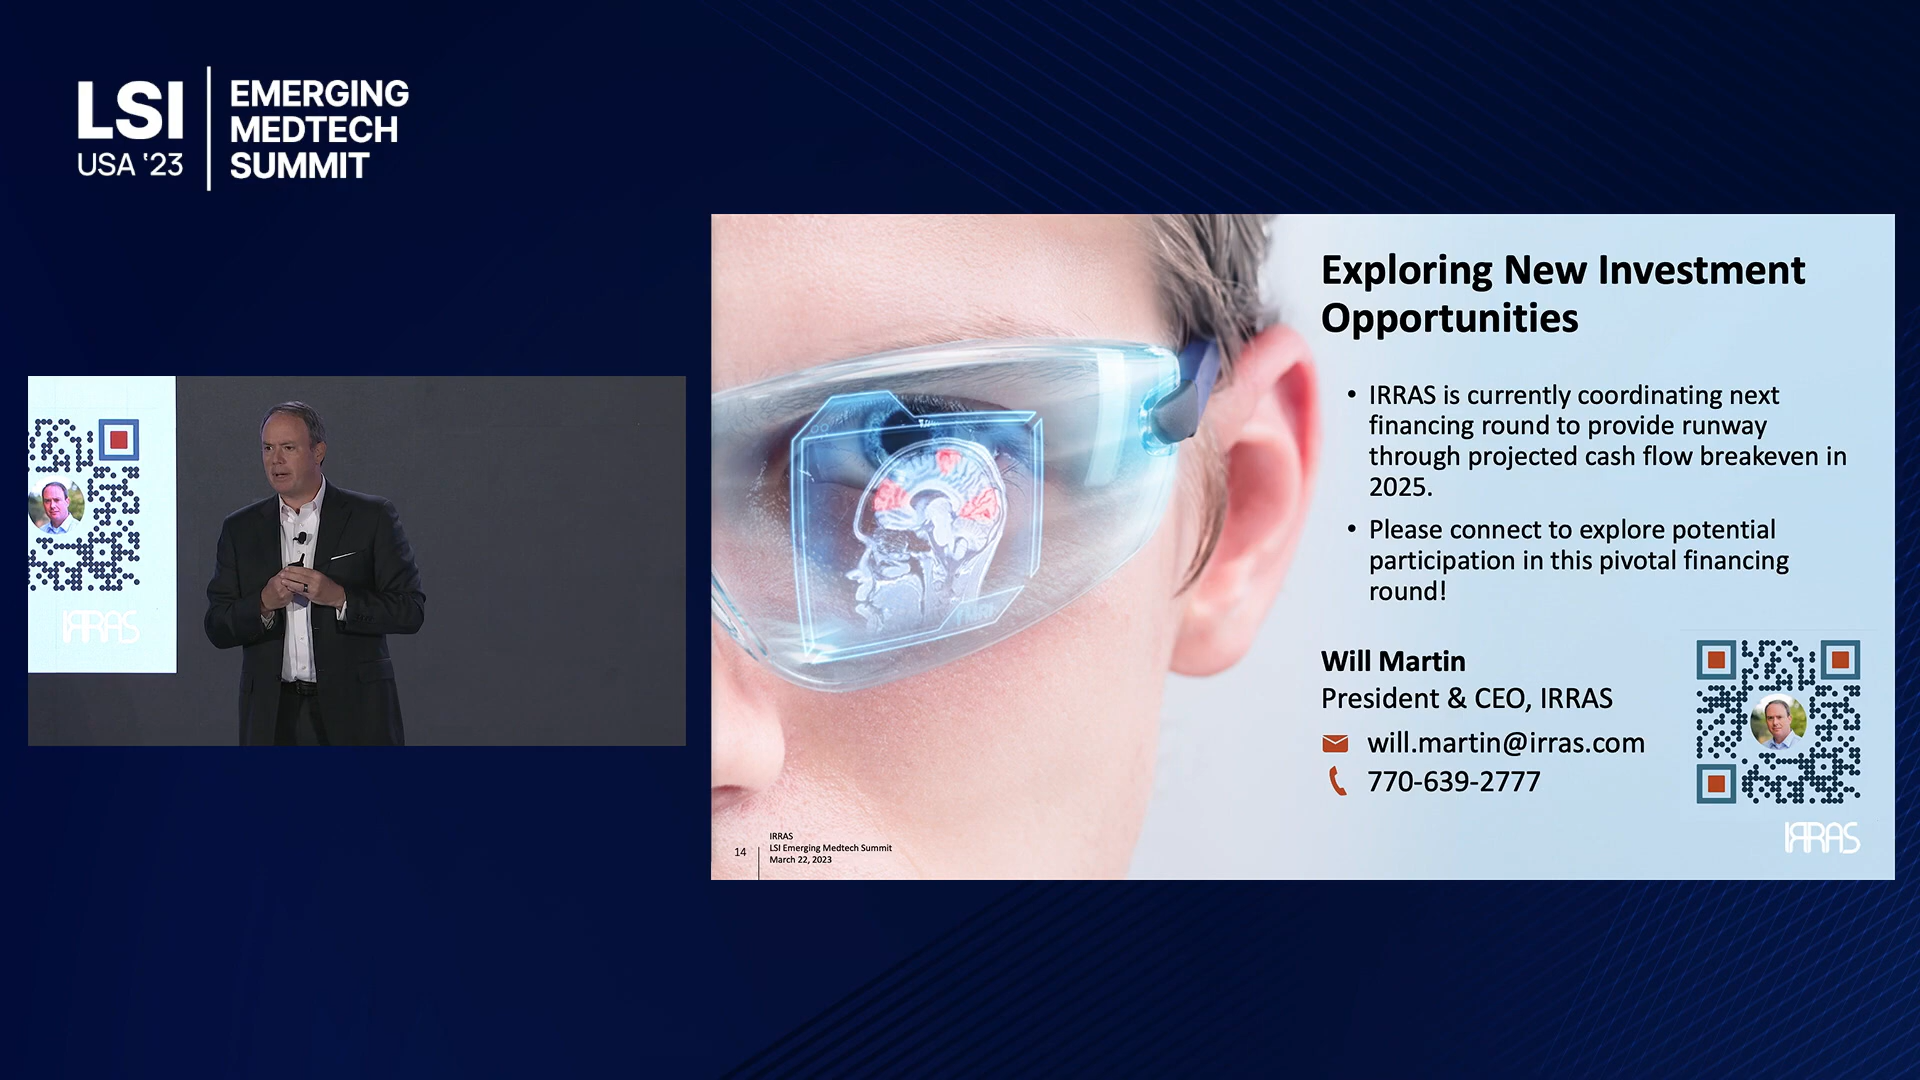 LSI
USA '23
EMERGING
MEDTECH
SUMMIT
IRRAS
Exploring New Investment
Opportunities
• IRRAS is currently coordinating next
financing round to provide runway
through projected cash flow breakeven in
2025.
• Please connect to explore potential
participation in this pivotal financing
round!
Will Martin
President & CEO, IRRAS
will.martin@irras.com
770-639-2777
IRRAS
14
IRRAS
LSI Emerging Medtech Summit
March 22, 2023